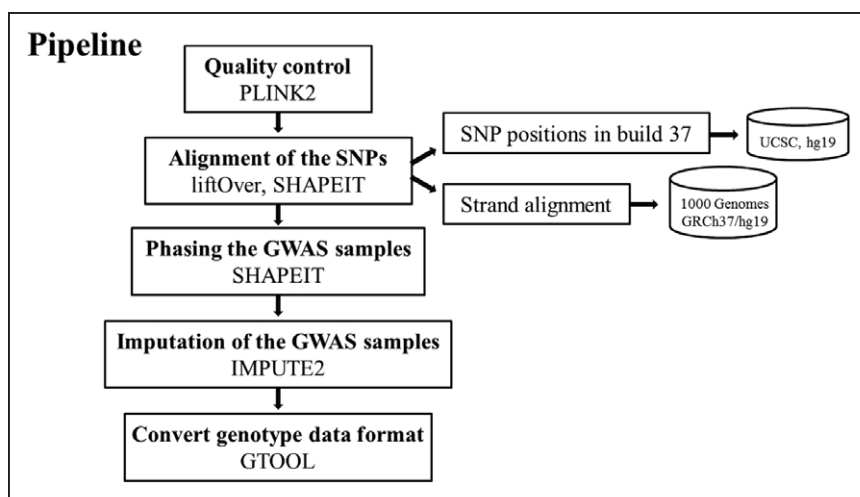 Pipeline
Quality control
PLINK2
Alignment of the SNPs
liftOver, SHAPEIT
SNP positions in build 37
UCSC, hg19
Strand alignment
1000 Genomes
GRCh37/hg19
Phasing the GWAS samples
SHAPEIT
Imputation of the GWAS samples
IMPUTE2
Convert genotype data format
GTOOL